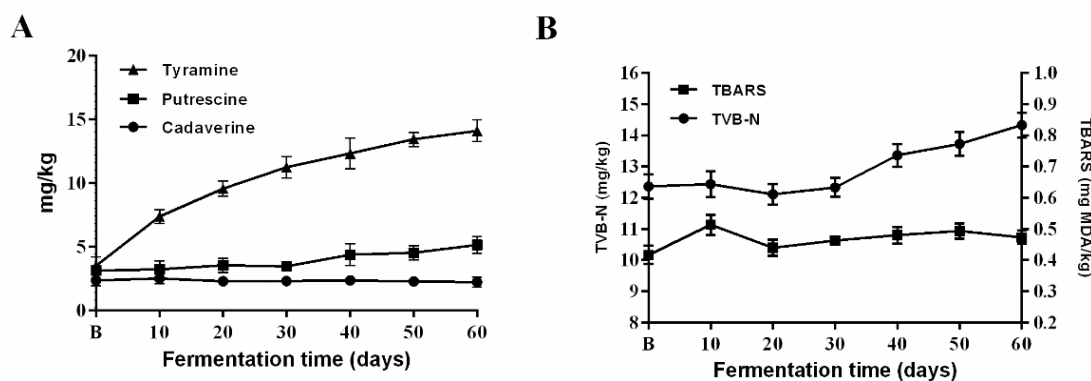 A
20
15
10
5
0
mg/kg
Tyramine
Putrescine
Cadaverine
B 10 20 30 40 50 60
Fermentation time (days)
B
16
15
14
13
12
11
10
9
8
TVB-N (mg/kg)
TBARS
TVB-N
1.0
0.9
0.8
0.7
0.6
0.5
0.4
0.3
0.2
TBARS (mg MDA/kg)
B 10 20 30 40 50 60
Fermentation time (days)